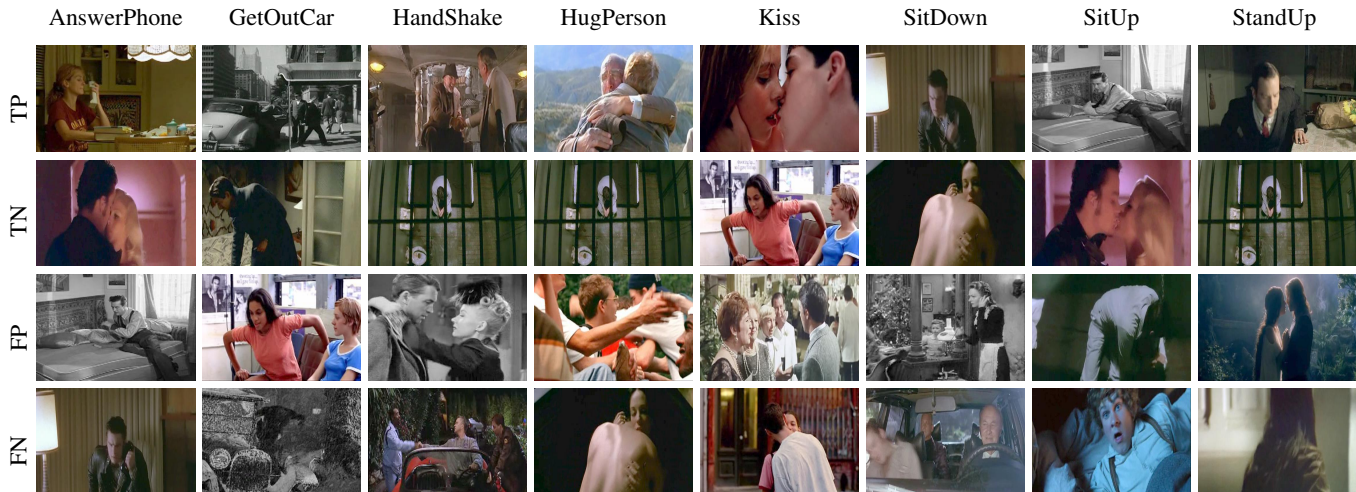 AnswerPhone GetOutCar HandShake HugPerson Kiss SitDown SitUp StandUp
TP
TN
FP
FN